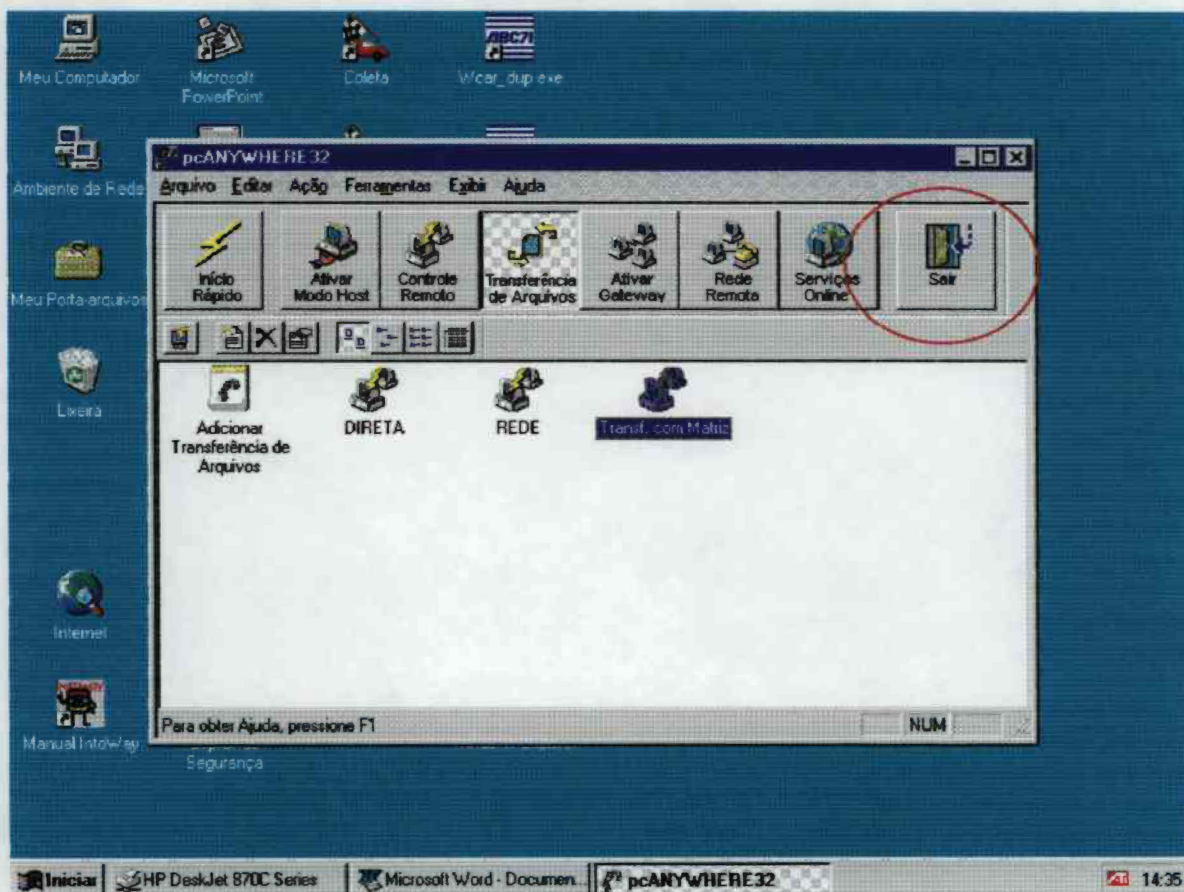 Meu Computador
Microsoft
PowerPoint
Coleta
ABC71
Wcar_dup.exe
Ambiente de Rede
pcANYWHERE32
Arquivo Editar Ação Ferramentas Exibir Ajuda
Início
Rápido
Ativar
Modo Host
Controle
Remoto
Transferência
de Arquivos
Ativar
Gateway
Rede
Remota
Serviços
Online
Sair
Meu Porta-arquivos
Lixeira
Adicionar
Transferência de
Arquivos
DIRETA
REDE
Transf. com Matriz
Internet
Manual InfoWay
Segurança
Para obter Ajuda, pressione F1
NUM
Iniciar
HP DeskJet 870C Series
Microsoft Word - Documen...
pcANYWHERE32
ATI
14:35